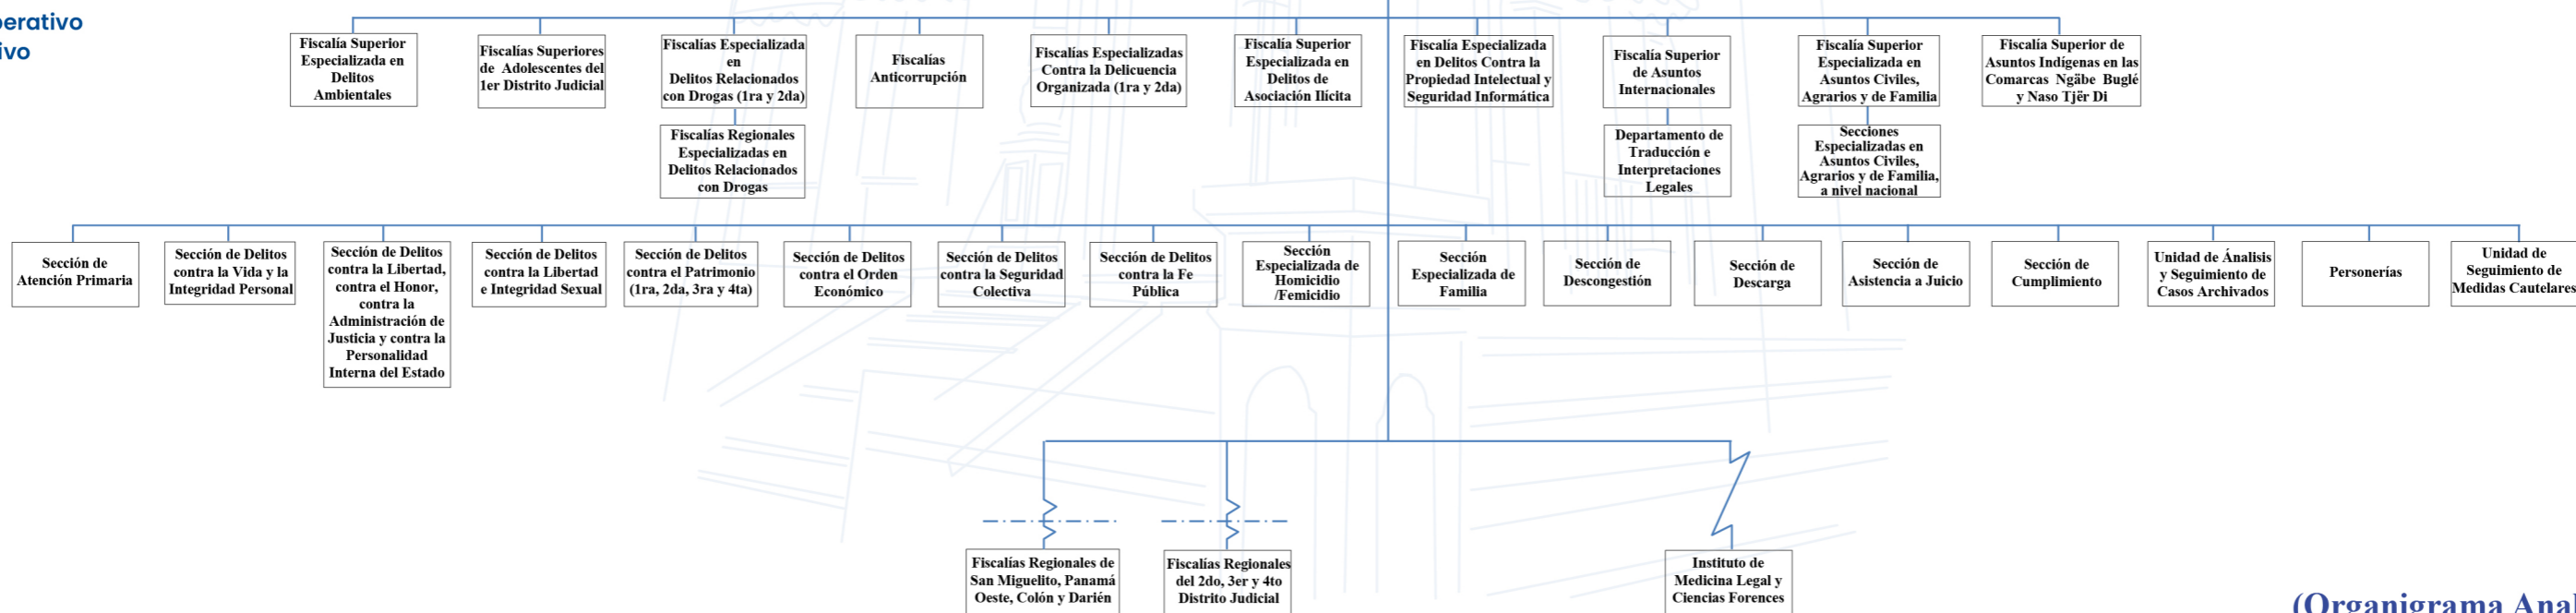 perativo
ivo
Fiscalía Superior
Especializada en
Delitos
Ambientales
Fiscalías Superiores
de Adolescentes del
1er Distrito Judicial
Fiscalías Especializada
en
Delitos Relacionados
con Drogas (1ra y 2da)
Fiscalías
Anticorrupción
Fiscalías Especializadas
Contra la Delicuencia
Organizada (1ra y 2da)
Fiscalía Superior
Especializada en
Delitos de
Asociación Ilícita
Fiscalía Especializada
en Delitos Contra la
Propiedad Intelectual y
Seguridad Informática
Fiscalía Superior
de Asuntos
Internacionales
Fiscalía Superior
Especializada en
Asuntos Civiles,
Agrarios y de Familia
Fiscalía Superior de
Asuntos Indígenas en las
Comarcas Ngäbe Buglé
y Naso Tjër Di
Fiscalías Regionales
Especializadas en
Delitos Relacionados
con Drogas
Departamento de
Traducción e
Interpretaciones
Legales
Secciones
Especializadas en
Asuntos Civiles,
Agrarios y de Familia,
a nivel nacional
Sección de
Atención Primaria
Sección de Delitos
contra la Vida y la
Integridad Personal
Sección de Delitos
contra la Libertad,
contra el Honor,
contra la
Administración de
Justicia y contra la
Personalidad
Interna del Estado
Sección de Delitos
contra la Libertad
e Integridad Sexual
Sección de Delitos
contra el Patrimonio
(1ra, 2da, 3ra y 4ta)
Sección de Delitos
contra el Orden
Económico
Sección de Delitos
contra la Seguridad
Colectiva
Sección de Delitos
contra la Fe
Pública
Sección
Especializada de
Homicidio
/Femicidio
Sección
Especializada de
Familia
Sección de
Descongestión
Sección de
Descarga
Sección de
Asistencia a Juicio
Sección de
Cumplimiento
Unidad de Ánalisis
y Seguimiento de
Casos Archivados
Personerías
Unidad de
Seguimiento de
Medidas Cautelares
Fiscalías Regionales de
San Miguelito, Panamá
Oeste, Colón y Darién
Fiscalías Regionales
del 2do, 3er y 4to
Distrito Judicial
Instituto de
Medicina Legal y
Ciencias Forences
(Organigrama Anal